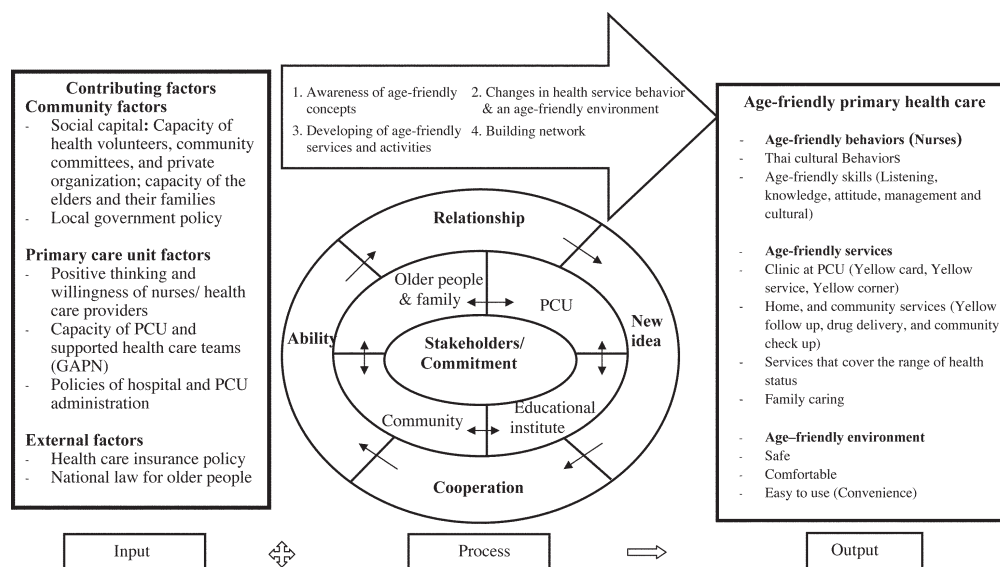 Contributing factors
Community factors
- Social capital: Capacity of
health volunteers, community
committees, and private
organization; capacity of the
elders and their families
- Local government policy
Primary care unit factors
- Positive thinking and
willingness of nurses/ health
care providers
- Capacity of PCU and
supported health care teams
(GAPN)
- Policies of hospital and PCU
administration
External factors
- Health care insurance policy
- National law for older people
1. Awareness of age-friendly
concepts
2. Changes in health service behavior
& an age-friendly environment
3. Developing of age-friendly
services and activities
4. Building network
Relationship
Older people
& family
PCU
Ability
New
idea
Stakeholders/
Commitment
Community
Educational
institute
Cooperation
Age-friendly primary health care
- Age-friendly behaviors (Nurses)
- Thai cultural Behaviors
- Age-friendly skills (Listening,
knowledge, attitude, management and
cultural)
- Age-friendly services
- Clinic at PCU (Yellow card, Yellow
service, Yellow corner)
- Home, and community services (Yellow
follow up, drug delivery, and community
check up)
- Services that cover the range of health
status
- Family caring
- Age–friendly environment
- Safe
- Comfortable
- Easy to use (Convenience)
Input
Process
Output